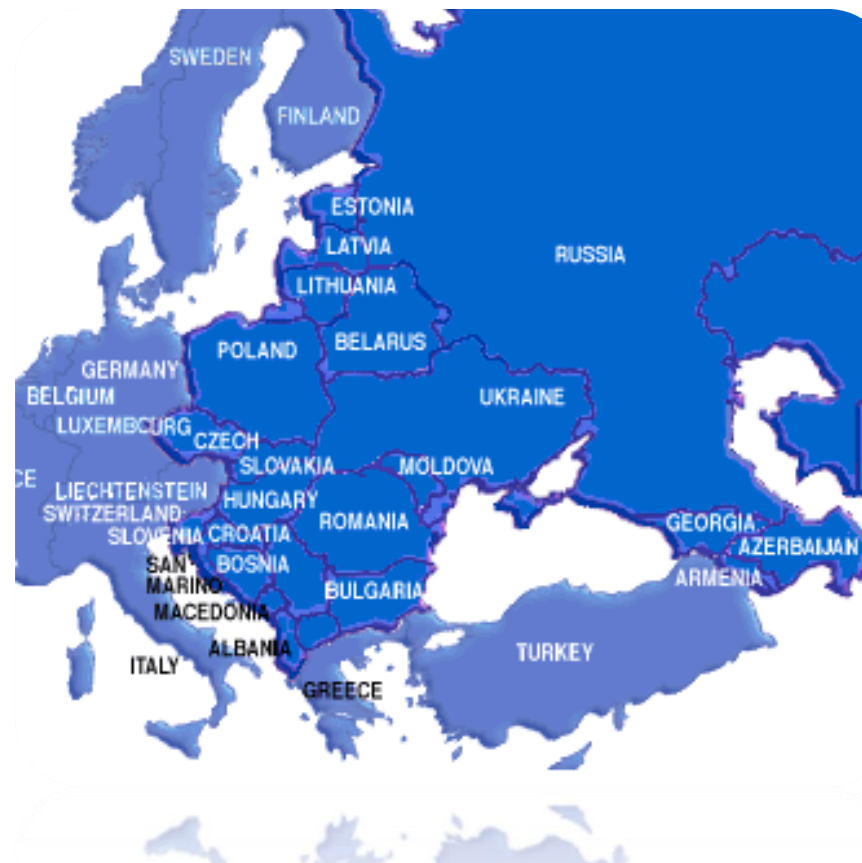 SWEDEN
FINLAND
ESTONIA
LATVIA
RUSSIA
LITHUANIA
BELARUS
POLAND
GERMANY
BELGIUM
UKRAINE
LUXEMBOURG
CZECH
SLOVAKIA
MOLDOVA
CE
LIECHTENSTEIN
HUNGARY
SWITZERLAND
ROMANIA
GEORGIA
SLOVENIA
CROATIA
AZERBAIJAN
SAN
MARINO
BOSNIA
ARMENIA
BULGARIA
MACEDONIA
ALBANIA
TURKEY
ITALY
GREECE